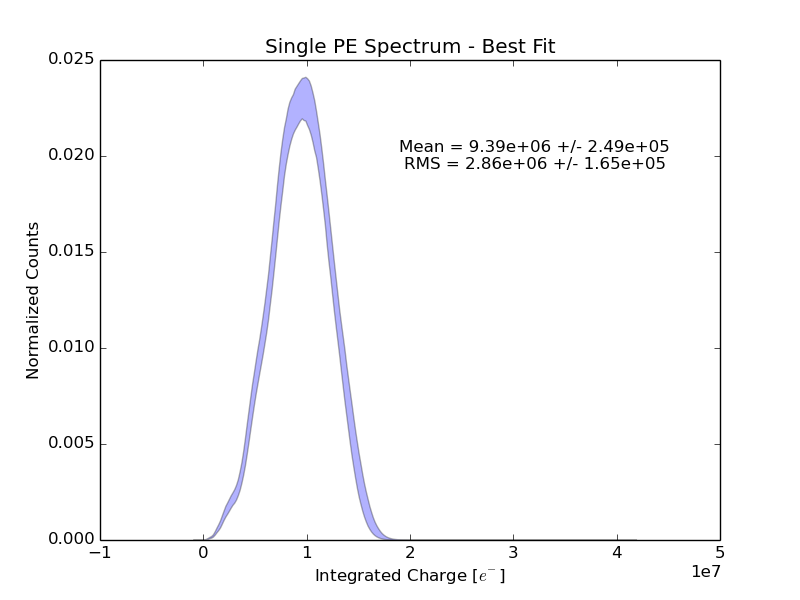 Single PE Spectrum - Best Fit
0.025
0.020
0.015
0.010
0.005
0.000
Normalized Counts
Mean = 9.39e+06 +/- 2.49e+05
RMS = 2.86e+06 +/- 1.65e+05
−1 0 1 2 3 4 5
1e7
Integrated Charge [e⁻]